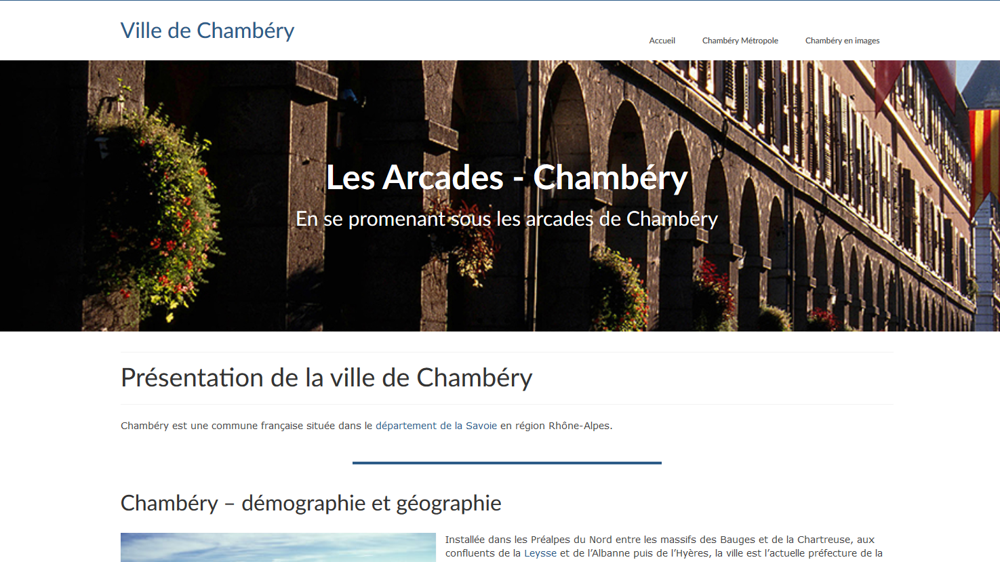 Ville de Chambéry
Accueil
Chambéry Métropole
Chambéry en images
Les Arcades - Chambéry
En se promenant sous les arcades de Chambéry
Présentation de la ville de Chambéry
Chambéry est une commune française située dans le département de la Savoie en région Rhône-Alpes.
Chambéry – démographie et géographie
Installée dans les Préalpes du Nord entre les massifs des Bauges et de la Chartreuse, aux
confluents de la Leysse et de l’Albanne puis de l’Hyères, la ville est l’actuelle préfecture de la